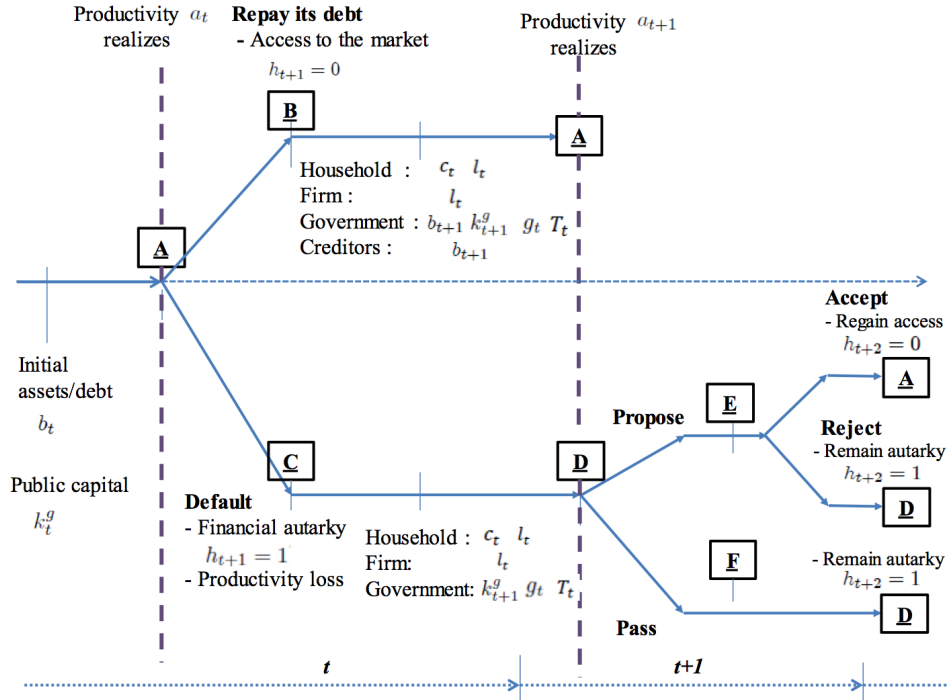 Productivity a_t
realizes
Repay its debt
- Access to the market
h_{t+1} = 0
Productivity a_{t+1}
realizes
B
A
Household : c_t l_t
Firm : l_t
Government : b_{t+1} k^g_{t+1} g_t T_t
Creditors : b_{t+1}
A
Initial
assets/debt
b_t
Public capital
k^g_t
C
Default
- Financial autarky
h_{t+1} = 1
- Productivity loss
Household : c_t l_t
Firm: l_t
Government: k^g_{t+1} g_t T_t
D
Propose
E
Accept
- Regain access
h_{t+2} = 0
A
Reject
- Remain autarky
h_{t+2} = 1
D
F
Pass
- Remain autarky
h_{t+2} = 1
D
t
t+1